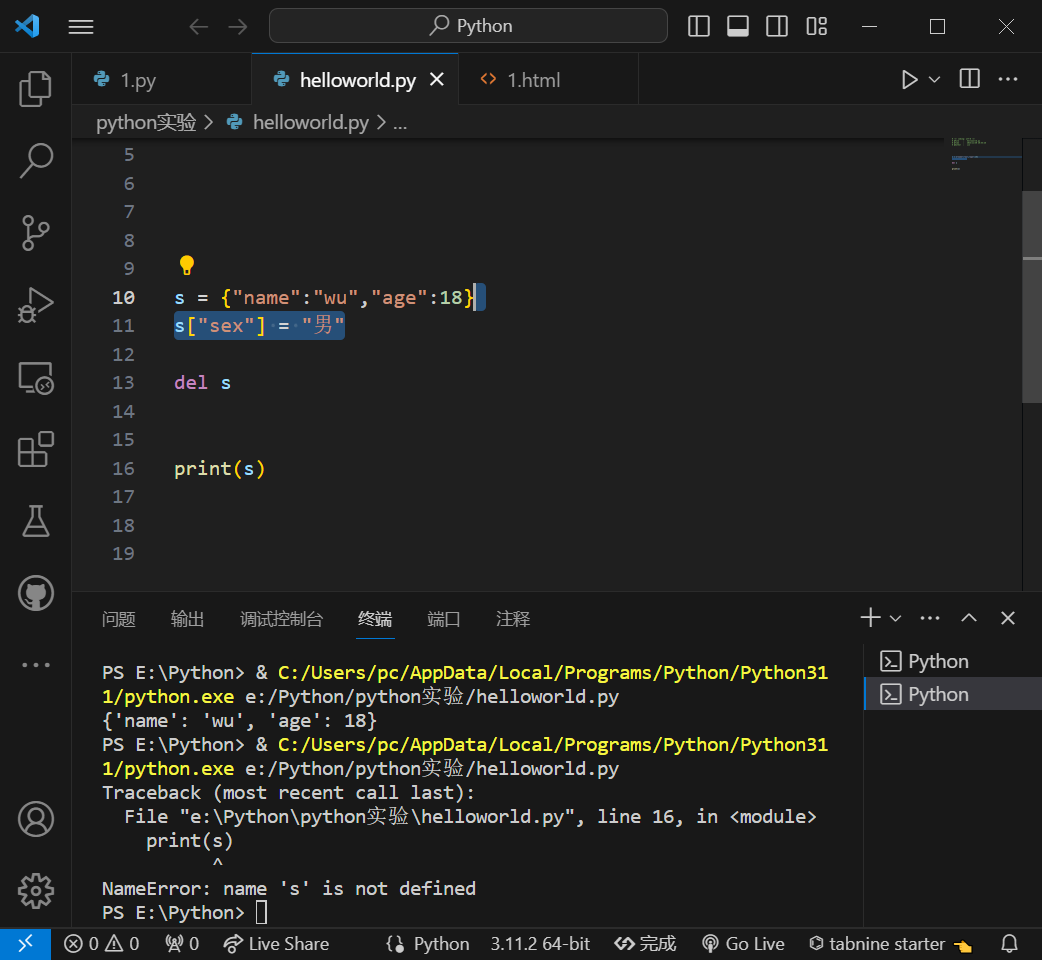 Python
1.py
helloworld.py
1.html
python实验 > helloworld.py > ...
5
6
7
8
9
10 s = {"name":"wu","age":18}
11 s["sex"] = "男"
12
13 del s
14
15
16 print(s)
17
18
19
问题 输出 调试控制台 终端 端口 注释
PS E:\Python> & C:/Users/pc/AppData/Local/Programs/Python/Python31
1/python.exe e:/Python/python实验/helloworld.py
{'name': 'wu', 'age': 18}
PS E:\Python> & C:/Users/pc/AppData/Local/Programs/Python/Python31
1/python.exe e:/Python/python实验/helloworld.py
Traceback (most recent call last):
  File "e:\Python\python实验\helloworld.py", line 16, in <module>
    print(s)
          ^
NameError: name 's' is not defined
PS E:\Python>
Python
Python
0 0 0 Live Share Python 3.11.2 64-bit 完成 Go Live tabnine starter